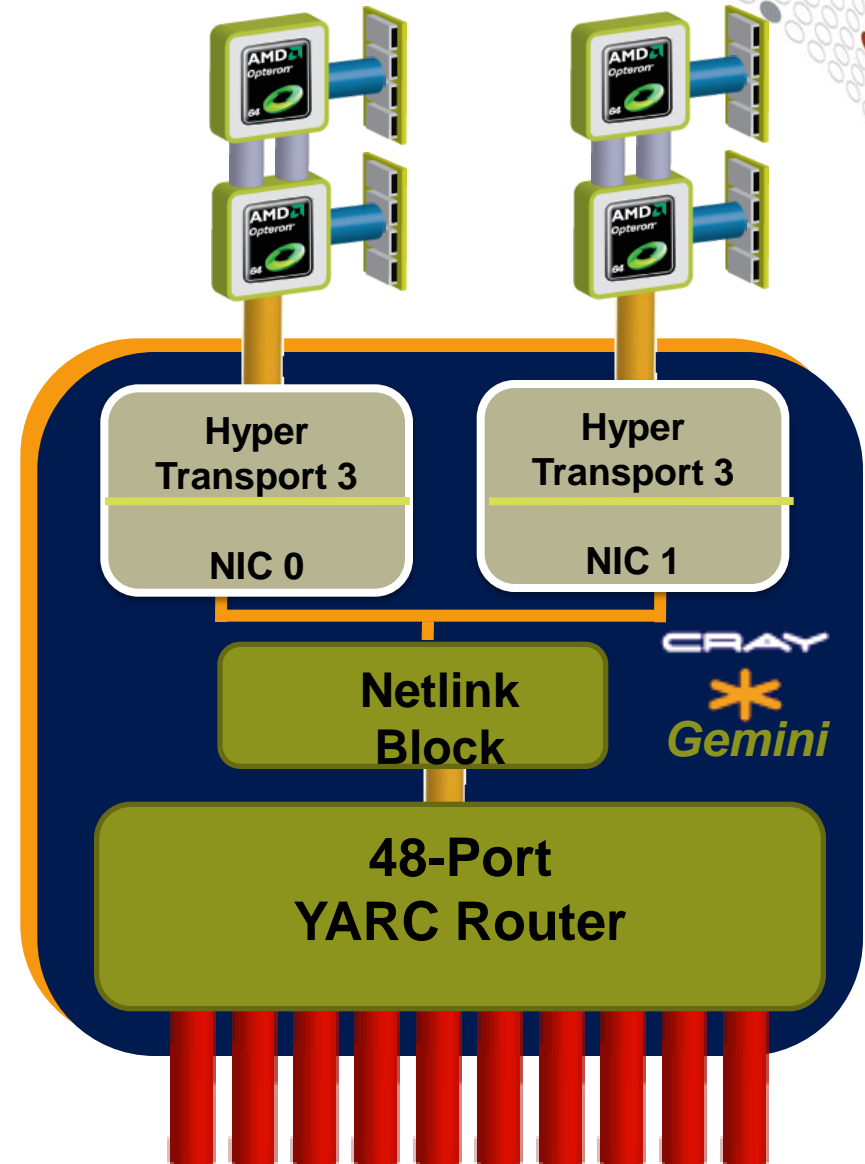 AMD
Opteron
64
AMD
Opteron
64
AMD
Opteron
64
AMD
Opteron
64
Hyper
Transport 3
NIC 0
Hyper
Transport 3
NIC 1
CRAY
Gemini
Netlink
Block
48-Port
YARC Router